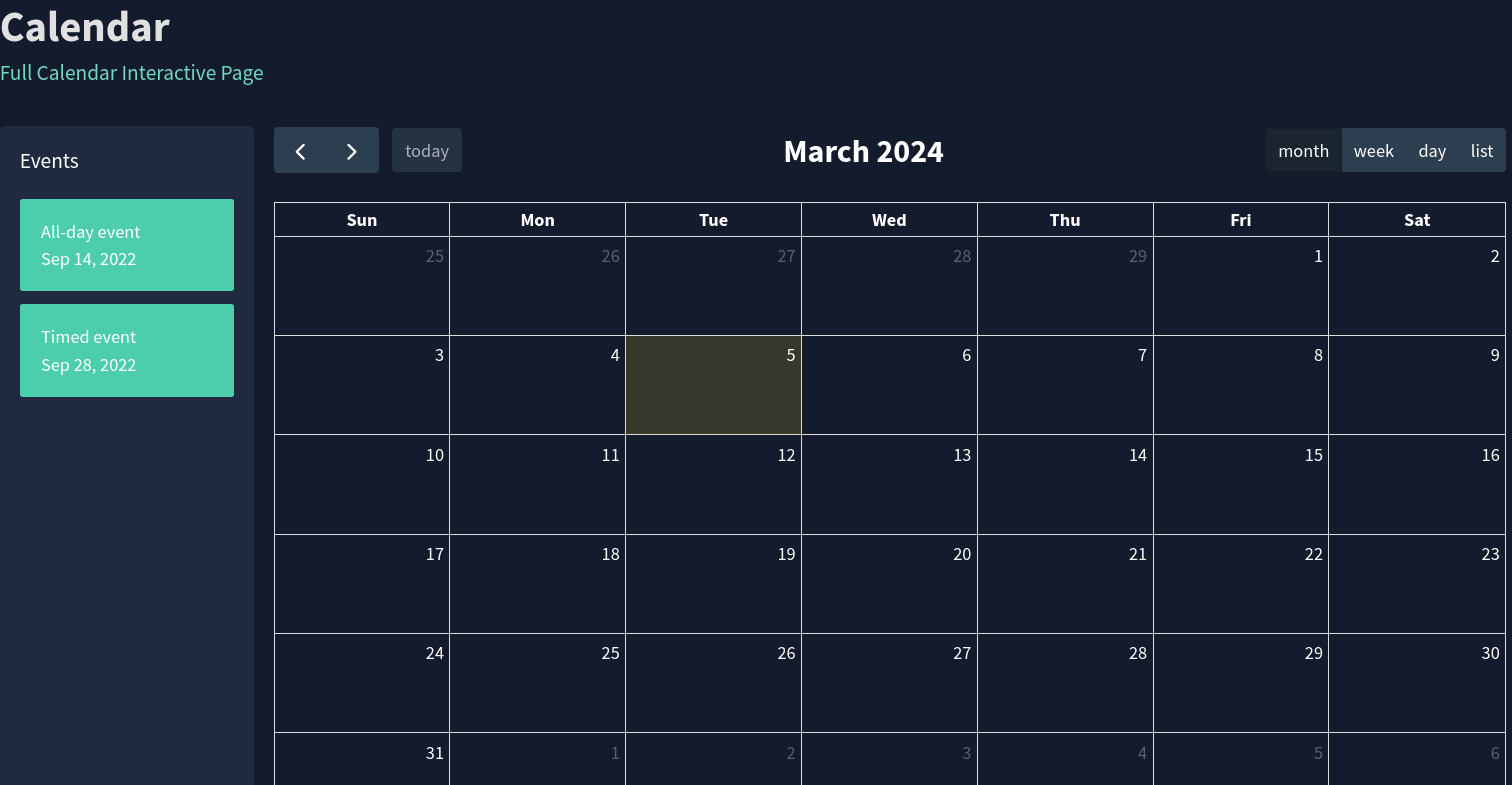 Calendar
Full Calendar Interactive Page
Events
All-day event
Sep 14, 2022
Timed event
Sep 28, 2022
today
March 2024
month week day list
Sun Mon Tue Wed Thu Fri Sat
25 26 27 28 29 1 2
3 4 5 6 7 8 9
10 11 12 13 14 15 16
17 18 19 20 21 22 23
24 25 26 27 28 29 30
31 1 2 3 4 5 6